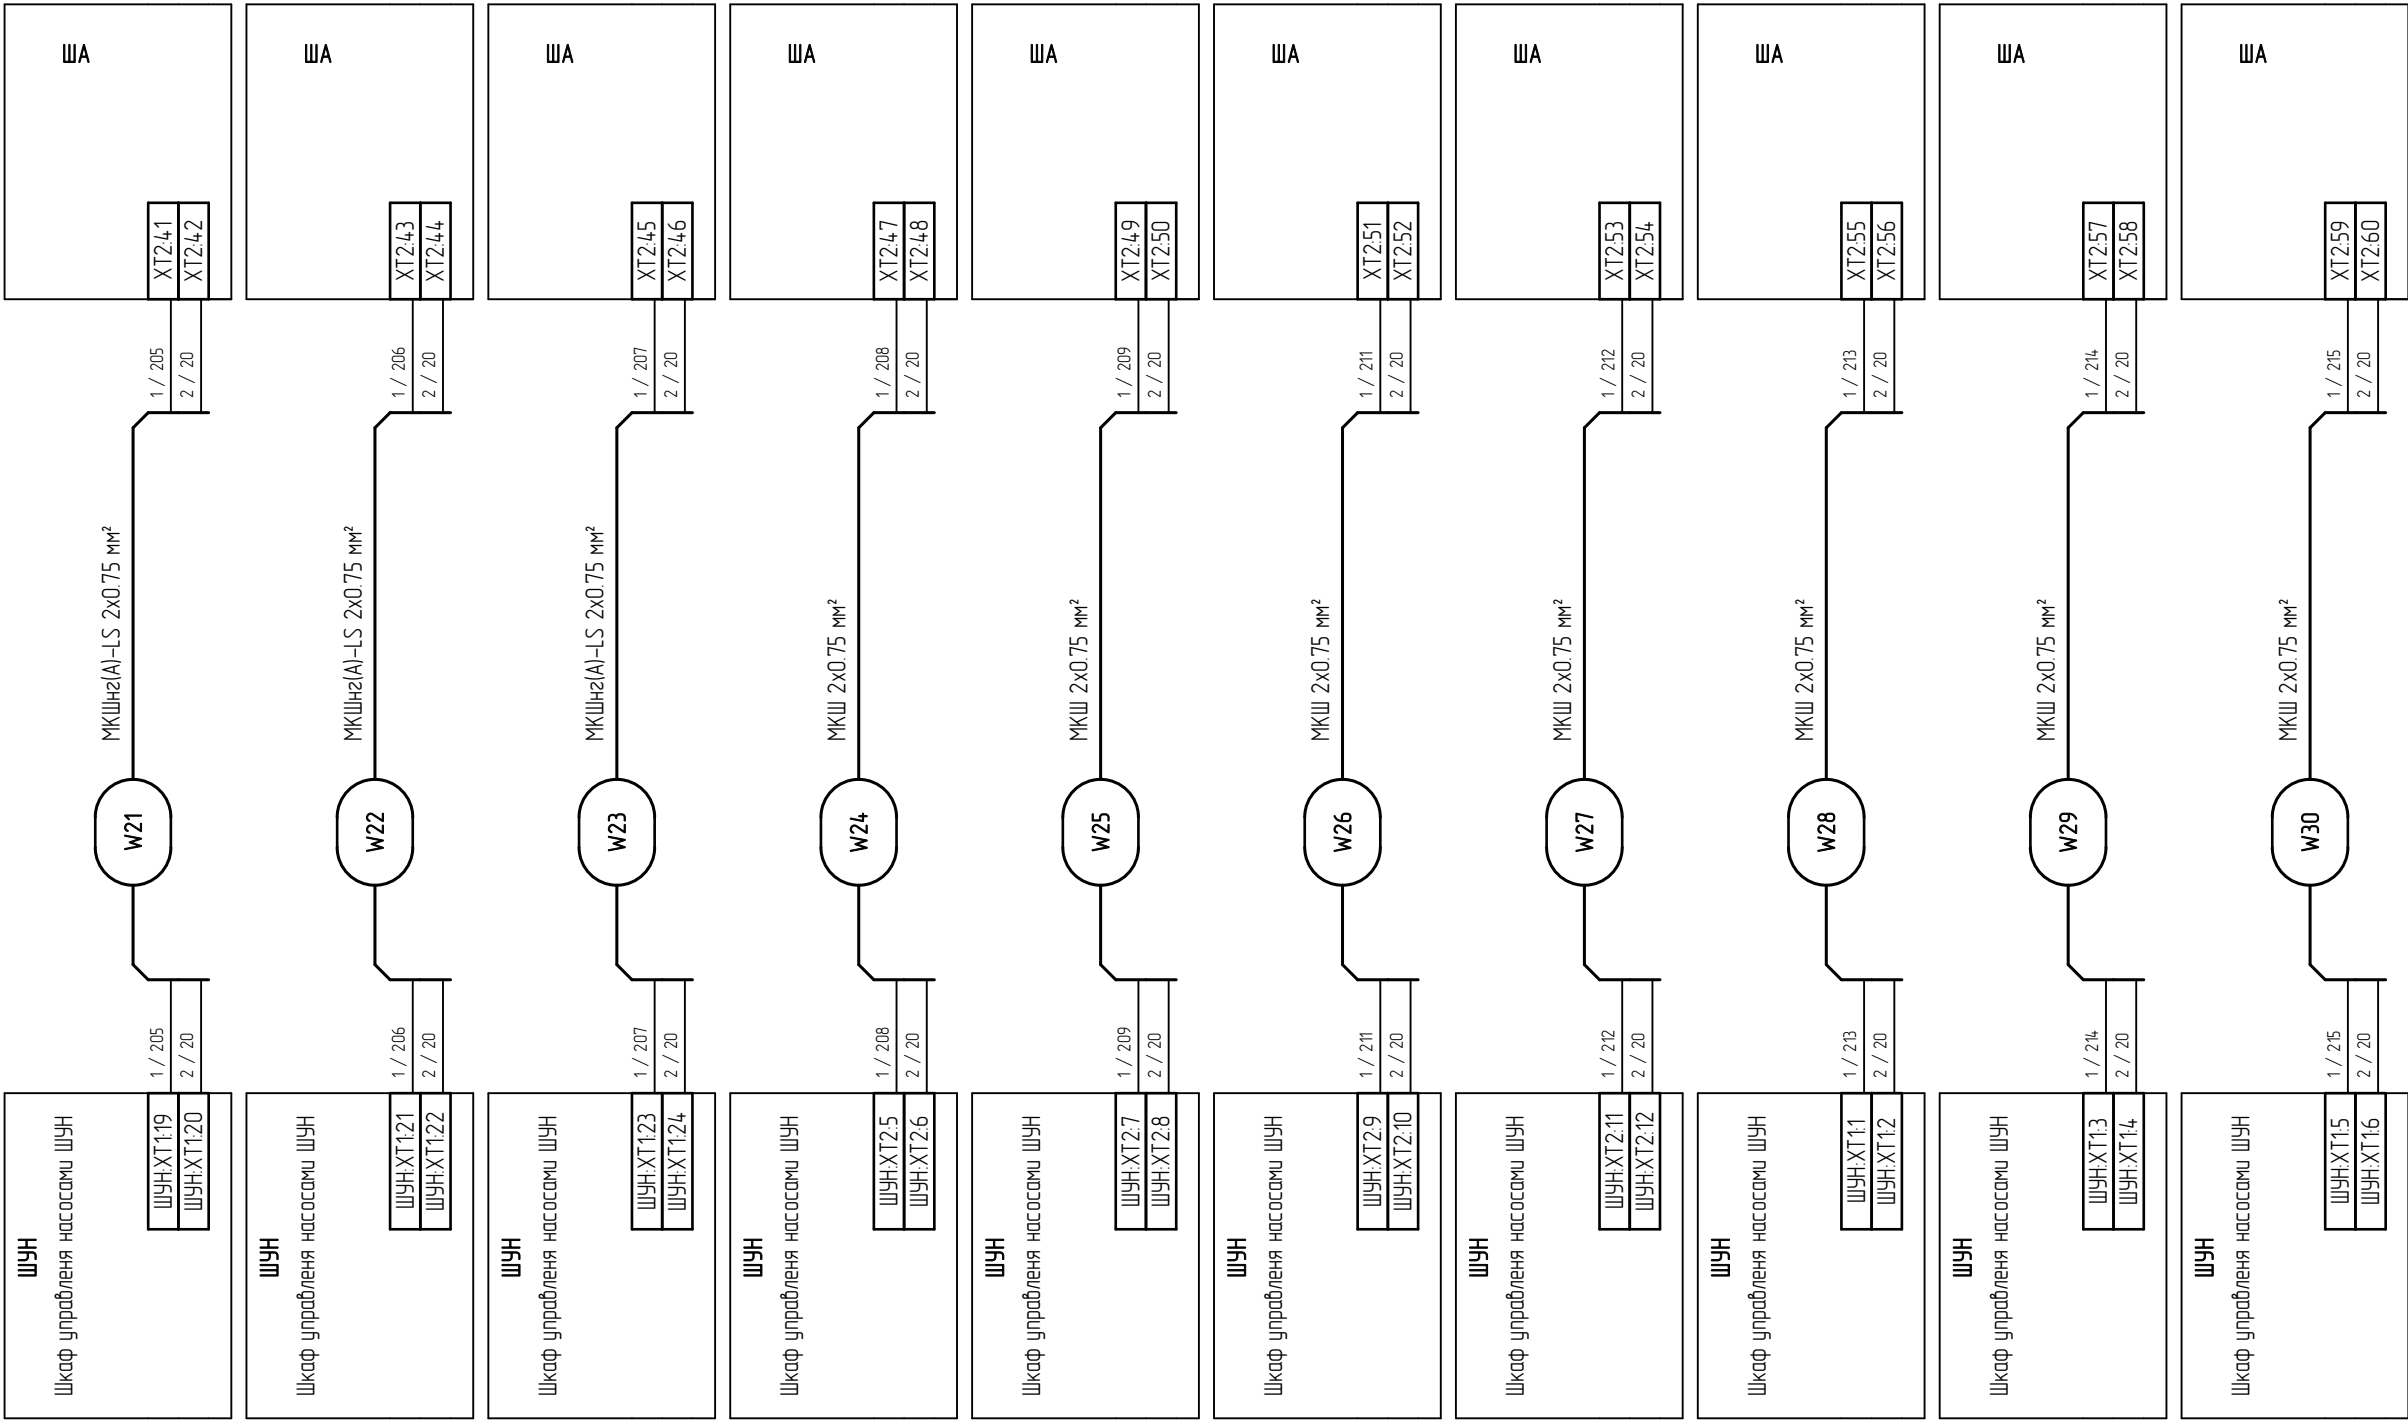 ША
XT2:41
XT2:42
1 / 205
2 / 20
МКШнг(А)-LS 2x0.75 мм²
W21
1 / 205
2 / 20
ШУН
Шкаф управленя насосами ШУН
ШУН:XT1:19
ШУН:XT1:20
ША
XT2:43
XT2:44
1 / 206
2 / 20
МКШнг(А)-LS 2x0.75 мм²
W22
1 / 206
2 / 20
ШУН
Шкаф управленя насосами ШУН
ШУН:XT1:21
ШУН:XT1:22
ША
XT2:45
XT2:46
1 / 207
2 / 20
МКШнг(А)-LS 2x0.75 мм²
W23
1 / 207
2 / 20
ШУН
Шкаф управленя насосами ШУН
ШУН:XT1:23
ШУН:XT1:24
ША
XT2:47
XT2:48
1 / 208
2 / 20
МКШ 2x0.75 мм²
W24
1 / 208
2 / 20
ШУН
Шкаф управленя насосами ШУН
ШУН:XT2:5
ШУН:XT2:6
ША
XT2:49
XT2:50
1 / 209
2 / 20
МКШ 2x0.75 мм²
W25
1 / 209
2 / 20
ШУН
Шкаф управленя насосами ШУН
ШУН:XT2:7
ШУН:XT2:8
ША
XT2:51
XT2:52
1 / 211
2 / 20
МКШ 2x0.75 мм²
W26
1 / 211
2 / 20
ШУН
Шкаф управленя насосами ШУН
ШУН:XT2:9
ШУН:XT2:10
ША
XT2:53
XT2:54
1 / 212
2 / 20
МКШ 2x0.75 мм²
W27
1 / 212
2 / 20
ШУН
Шкаф управленя насосами ШУН
ШУН:XT2:11
ШУН:XT2:12
ША
XT2:55
XT2:56
1 / 213
2 / 20
МКШ 2x0.75 мм²
W28
1 / 213
2 / 20
ШУН
Шкаф управленя насосами ШУН
ШУН:XT1:1
ШУН:XT1:2
ША
XT2:57
XT2:58
1 / 214
2 / 20
МКШ 2x0.75 мм²
W29
1 / 214
2 / 20
ШУН
Шкаф управленя насосами ШУН
ШУН:XT1:3
ШУН:XT1:4
ША
XT2:59
XT2:60
1 / 215
2 / 20
МКШ 2x0.75 мм²
W30
1 / 215
2 / 20
ШУН
Шкаф управленя насосами ШУН
ШУН:XT1:5
ШУН:XT1:6